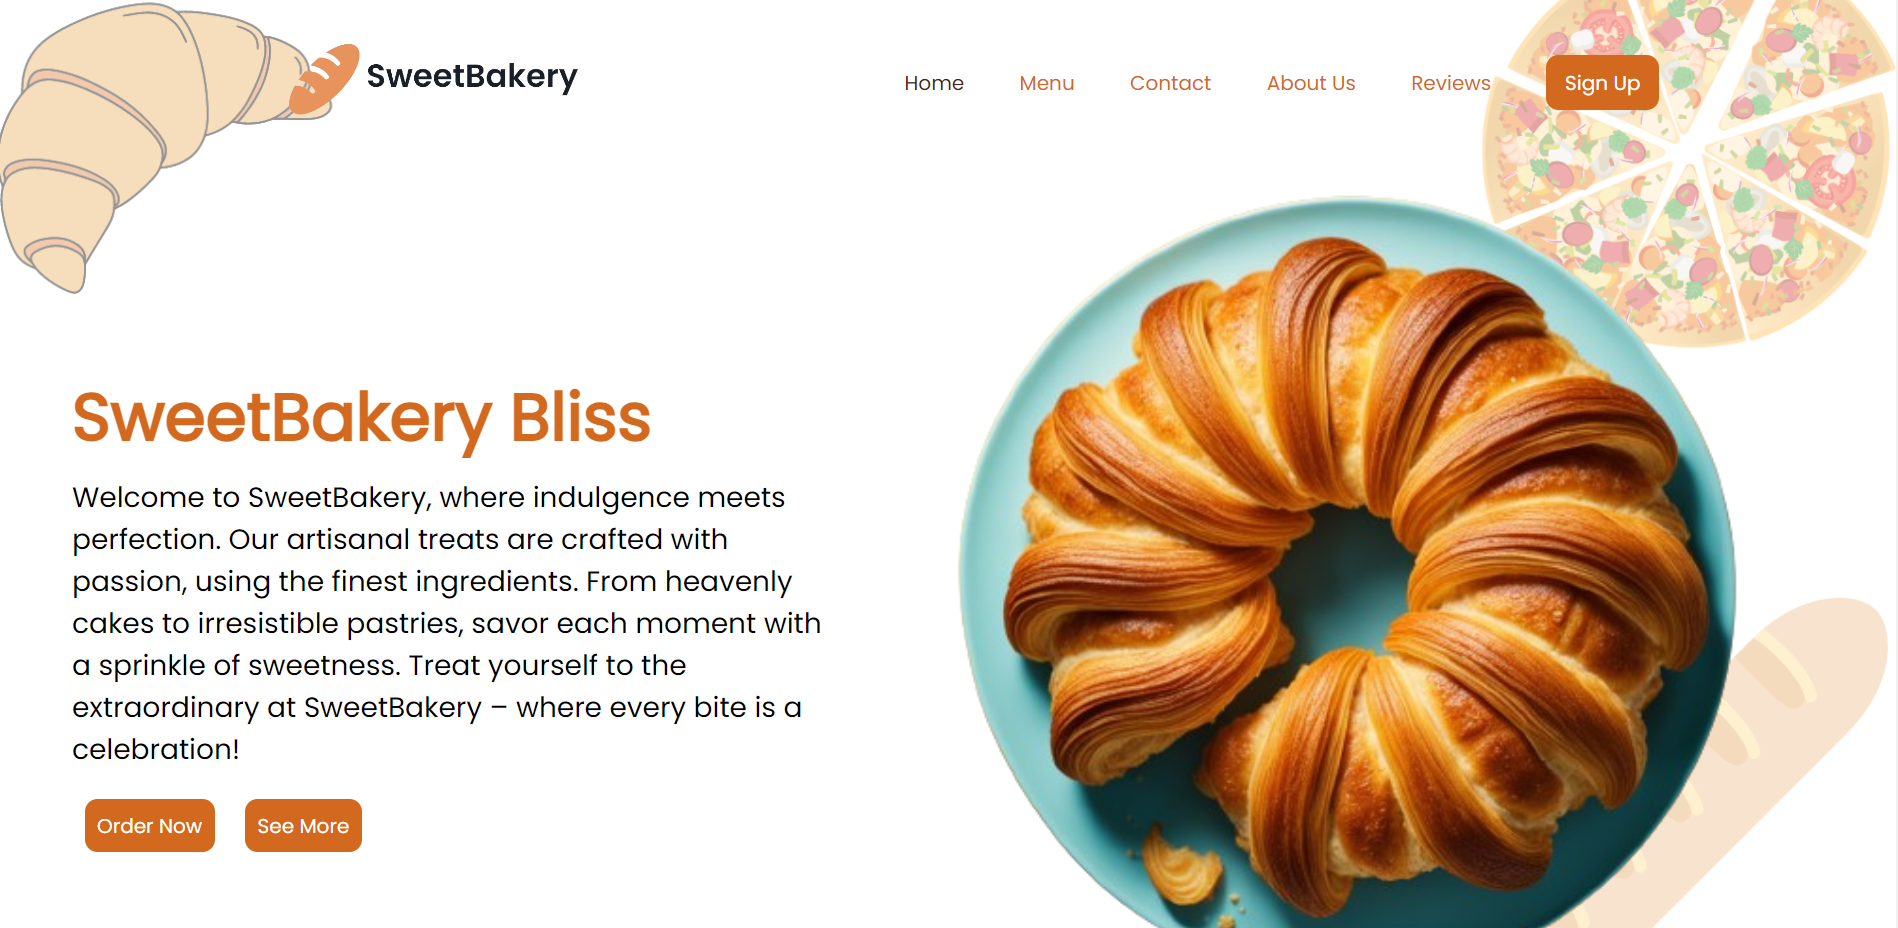 SweetBakery
Home
Menu
Contact
About Us
Reviews
Sign Up
SweetBakery Bliss
Welcome to SweetBakery, where indulgence meets
perfection. Our artisanal treats are crafted with
passion, using the finest ingredients. From heavenly
cakes to irresistible pastries, savor each moment with
a sprinkle of sweetness. Treat yourself to the
extraordinary at SweetBakery – where every bite is a
celebration!
Order Now
See More